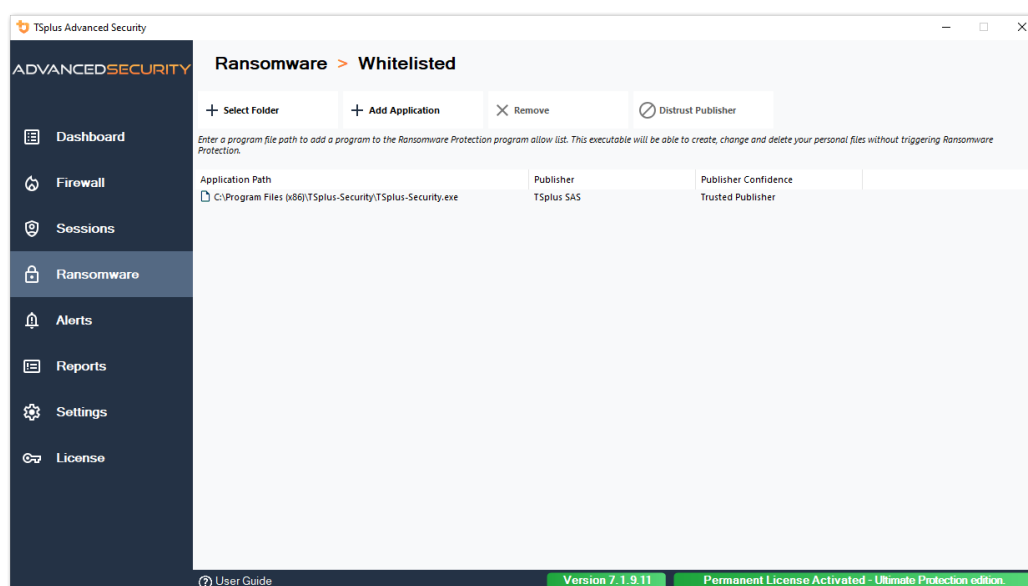 TSplus Advanced Security
ADVANCEDSECURITY
Ransomware > Whitelisted
Select Folder
Add Application
Remove
Distrust Publisher
Enter a program file path to add a program to the Ransomware Protection program allow list. This executable will be able to create, change and delete your personal files without triggering Ransomware
Protection.
Application Path Publisher Publisher Confidence
C:\Program Files (x86)\TSplus-Security\TSplus-Security.exe TSplus SAS Trusted Publisher
Dashboard
Firewall
Sessions
Ransomware
Alerts
Reports
Settings
License
User Guide
Version 7.1.9.11
Permanent License Activated - Ultimate Protection edition.